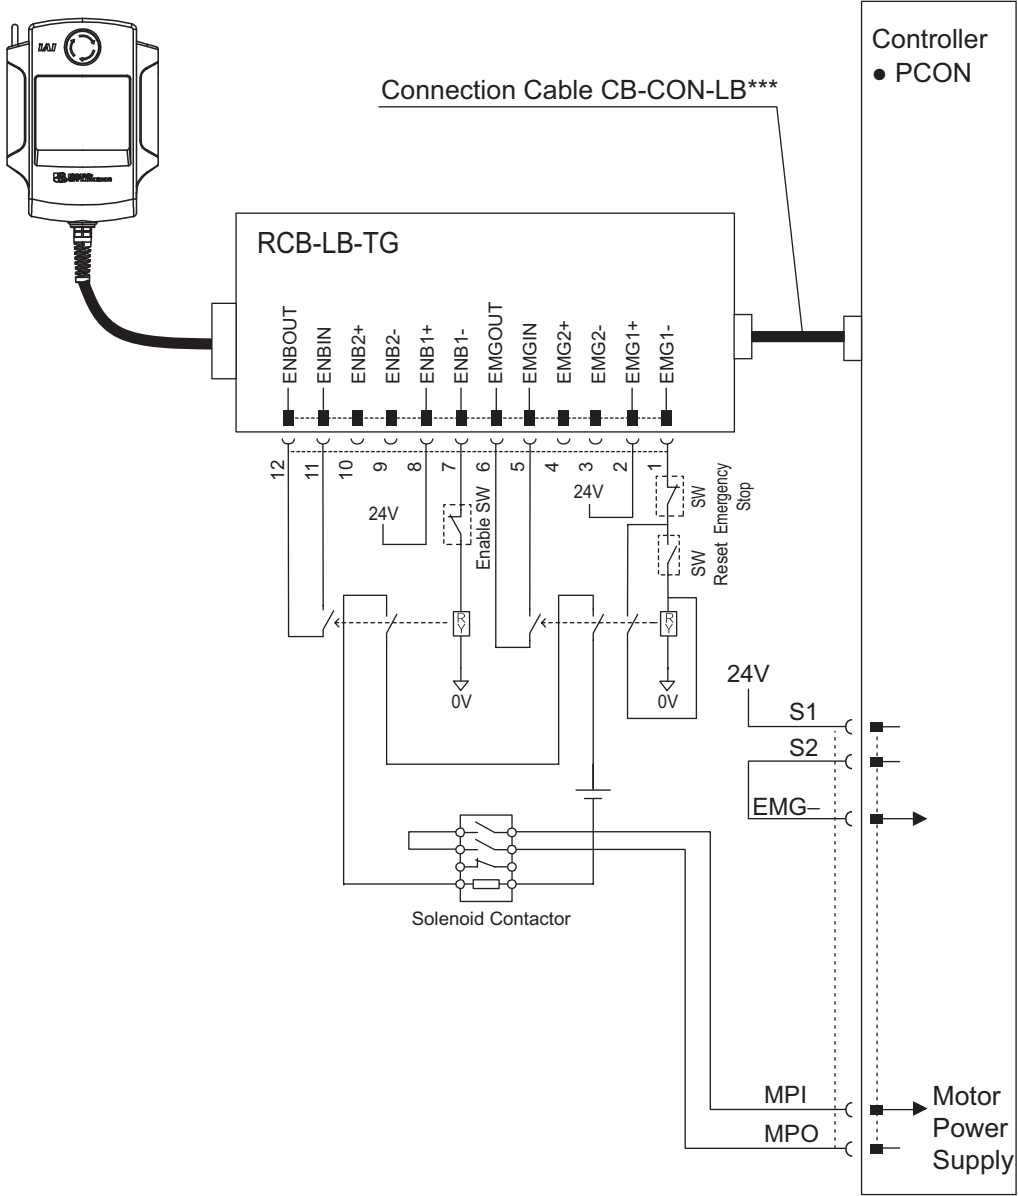 Controller
● PCON
Connection Cable CB-CON-LB***
IAI
RCB-LB-TG
ENBOUT
ENBIN
ENB2+
ENB2-
ENB1+
ENB1-
EMGOUT
EMGIN
EMG2+
EMG2-
EMG1+
EMG1-
12
11
10
9
8
7
6
5
4
3
2
1
24V
Enable SW
24V
Emergency Stop
SW
Reset
SW
RY
RY
0V
0V
24V
S1
S2
EMG–
Solenoid Contactor
MPI
MPO
Motor
Power
Supply